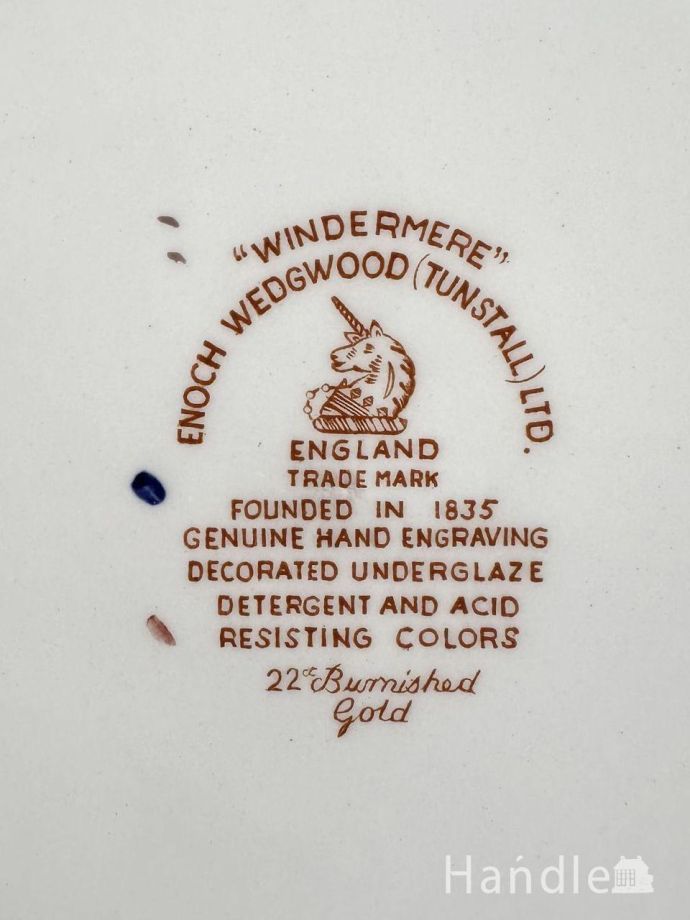 "WINDERMERE"
ENOCH WEDGWOOD (TUNSTALL) LTD.
ENGLAND
TRADE MARK
FOUNDED IN 1835
GENUINE HAND ENGRAVING
DECORATED UNDERGLAZE
DETERGENT AND ACID
RESISTING COLORS
22ct Burnished
Gold
Handle